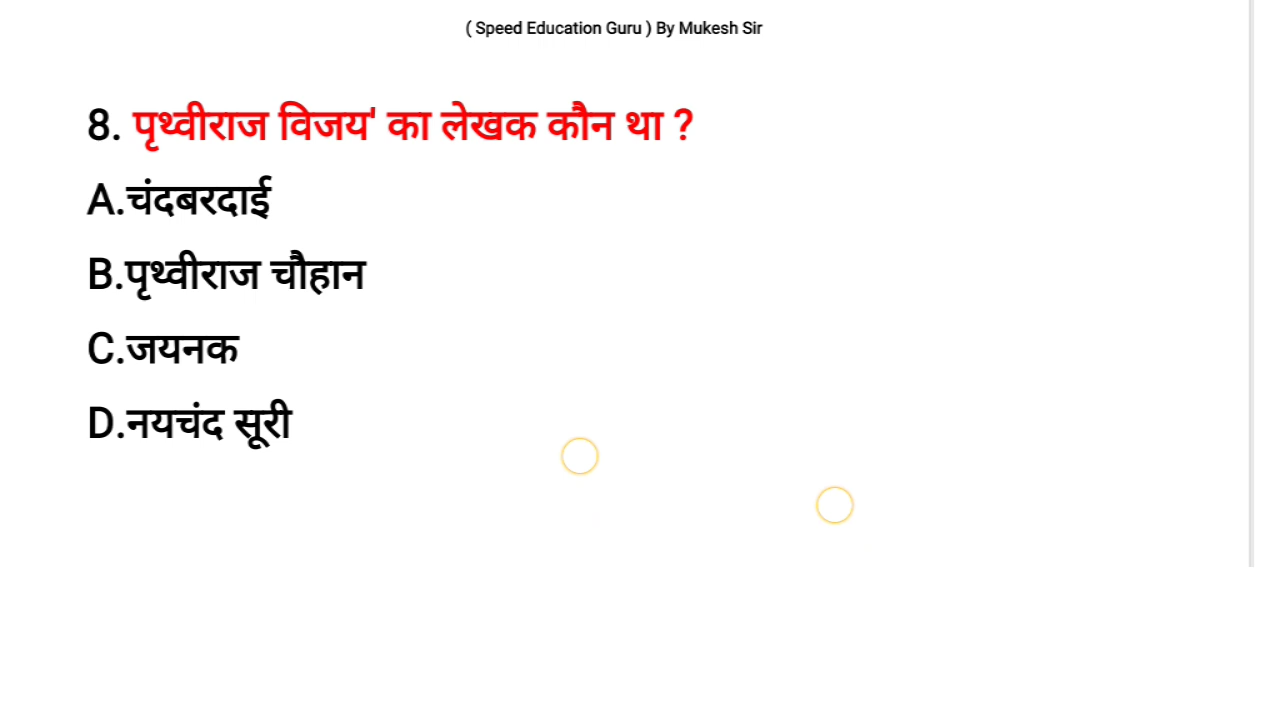 ( Speed Education Guru ) By Mukesh Sir
8. पृथ्वीराज विजय' का लेखक कौन था ?
A.चंदबरदाई
B.पृथ्वीराज चौहान
C.जयनक
D.नयचंद सूरी